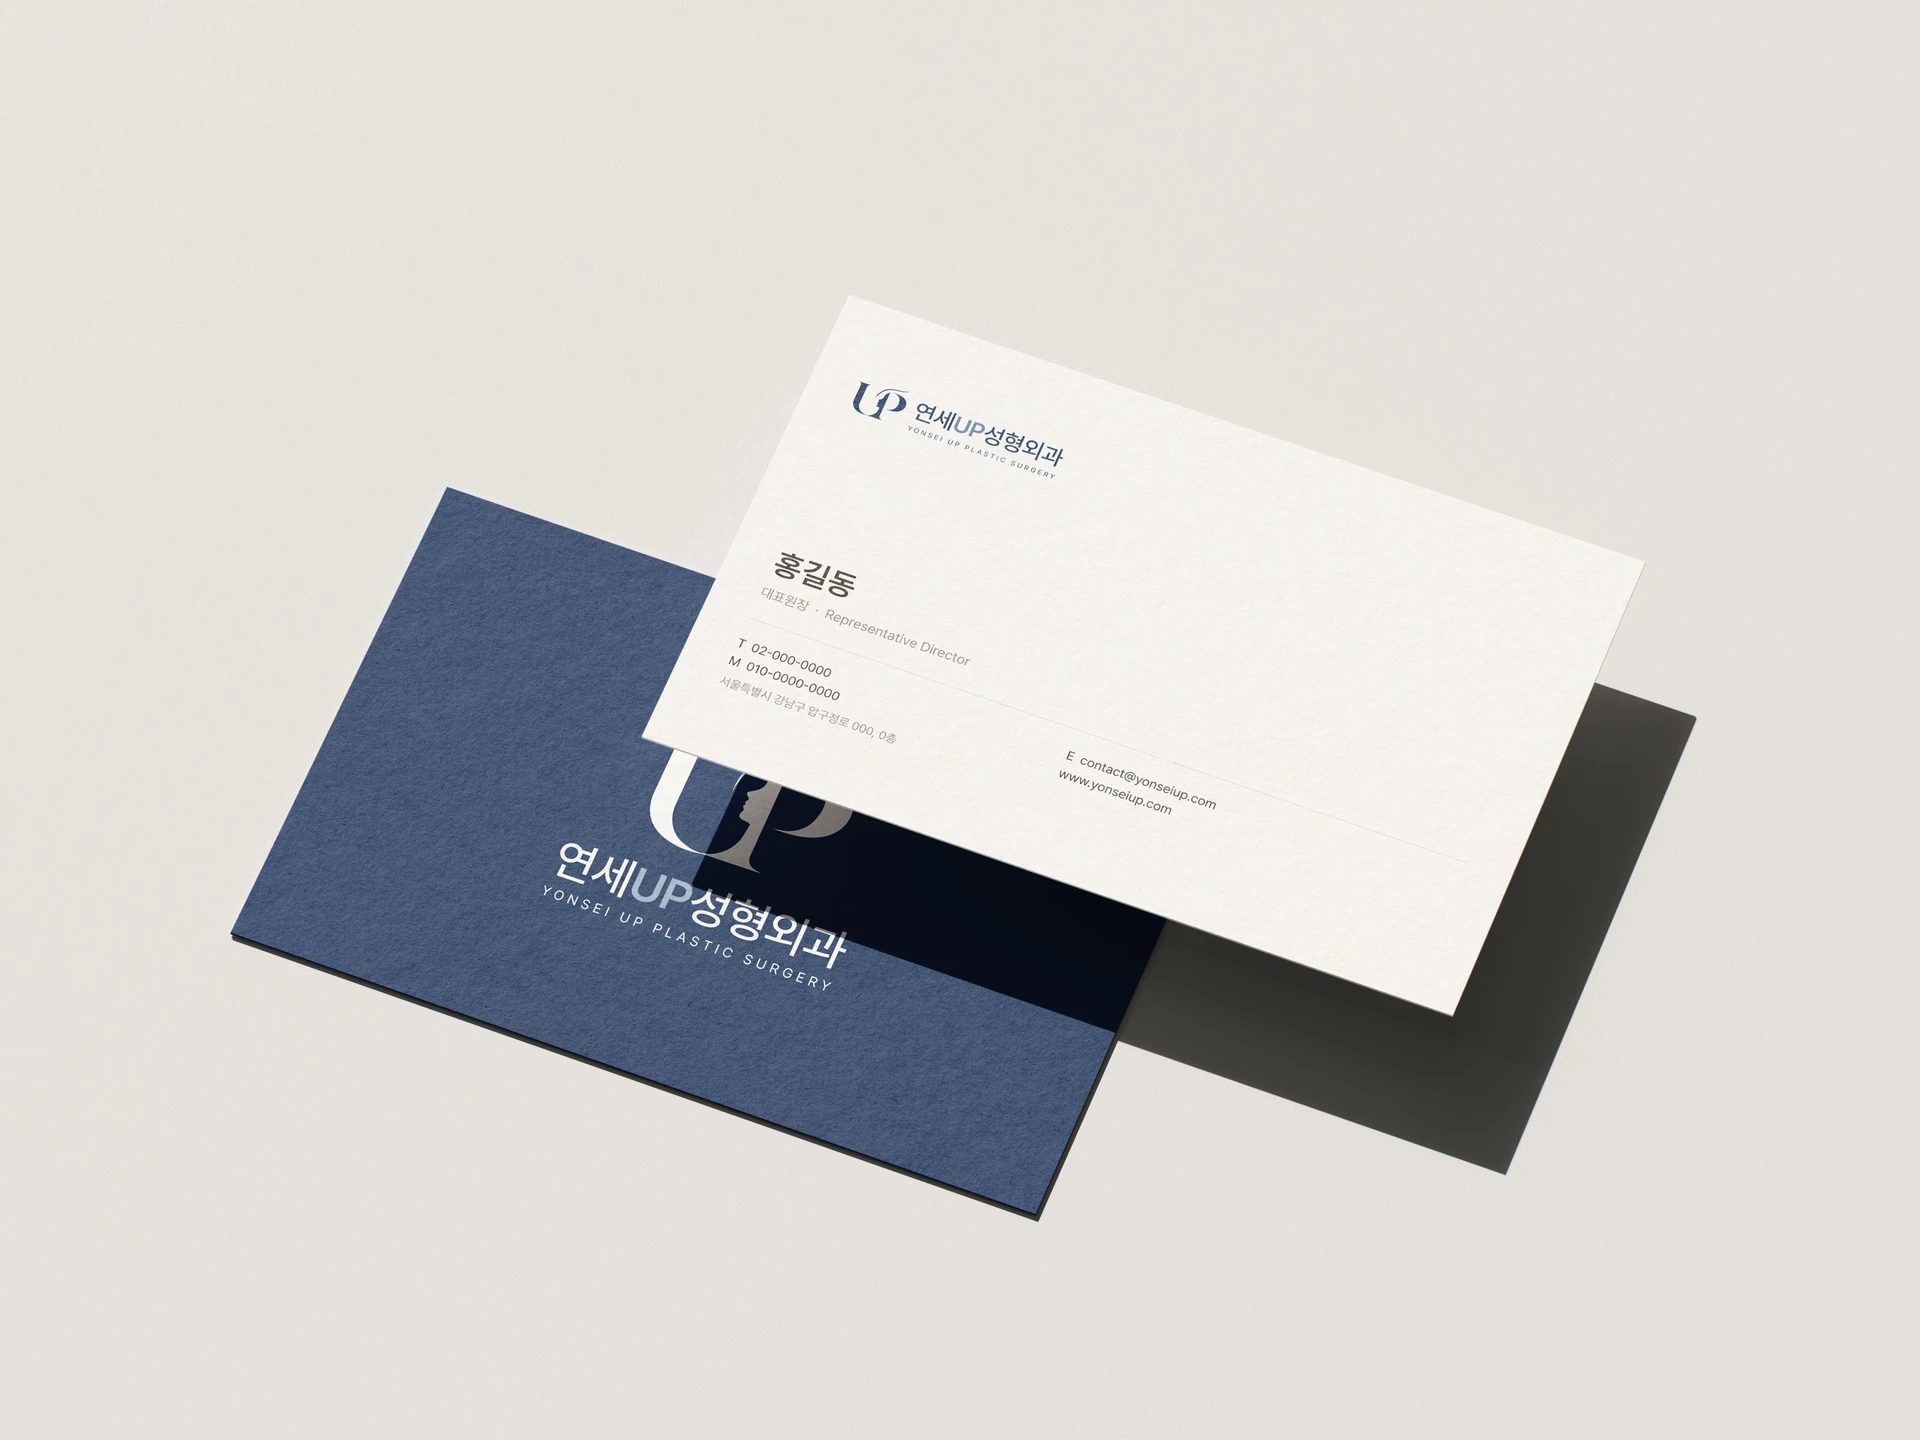 UP
연세UP성형외과
YONSEI UP PLASTIC SURGERY
홍길동
대표원장 · Representative Director
T 02-000-0000
M 010-0000-0000
서울특별시 강남구 압구정로 000, 0층
E contact@yonseiup.com
www.yonseiup.com
UP
연세UP성형외과
YONSEI UP PLASTIC SURGERY